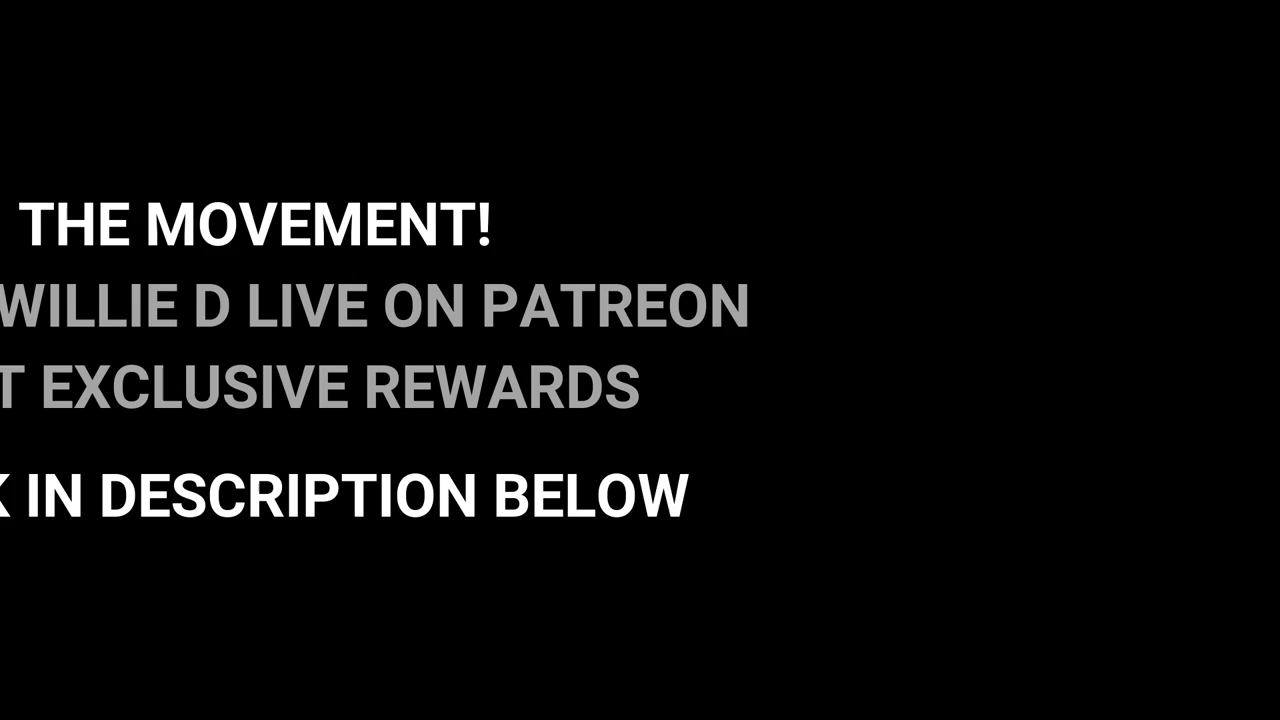 THE MOVEMENT!
WILLIE D LIVE ON PATREON
T EXCLUSIVE REWARDS
K IN DESCRIPTION BELOW